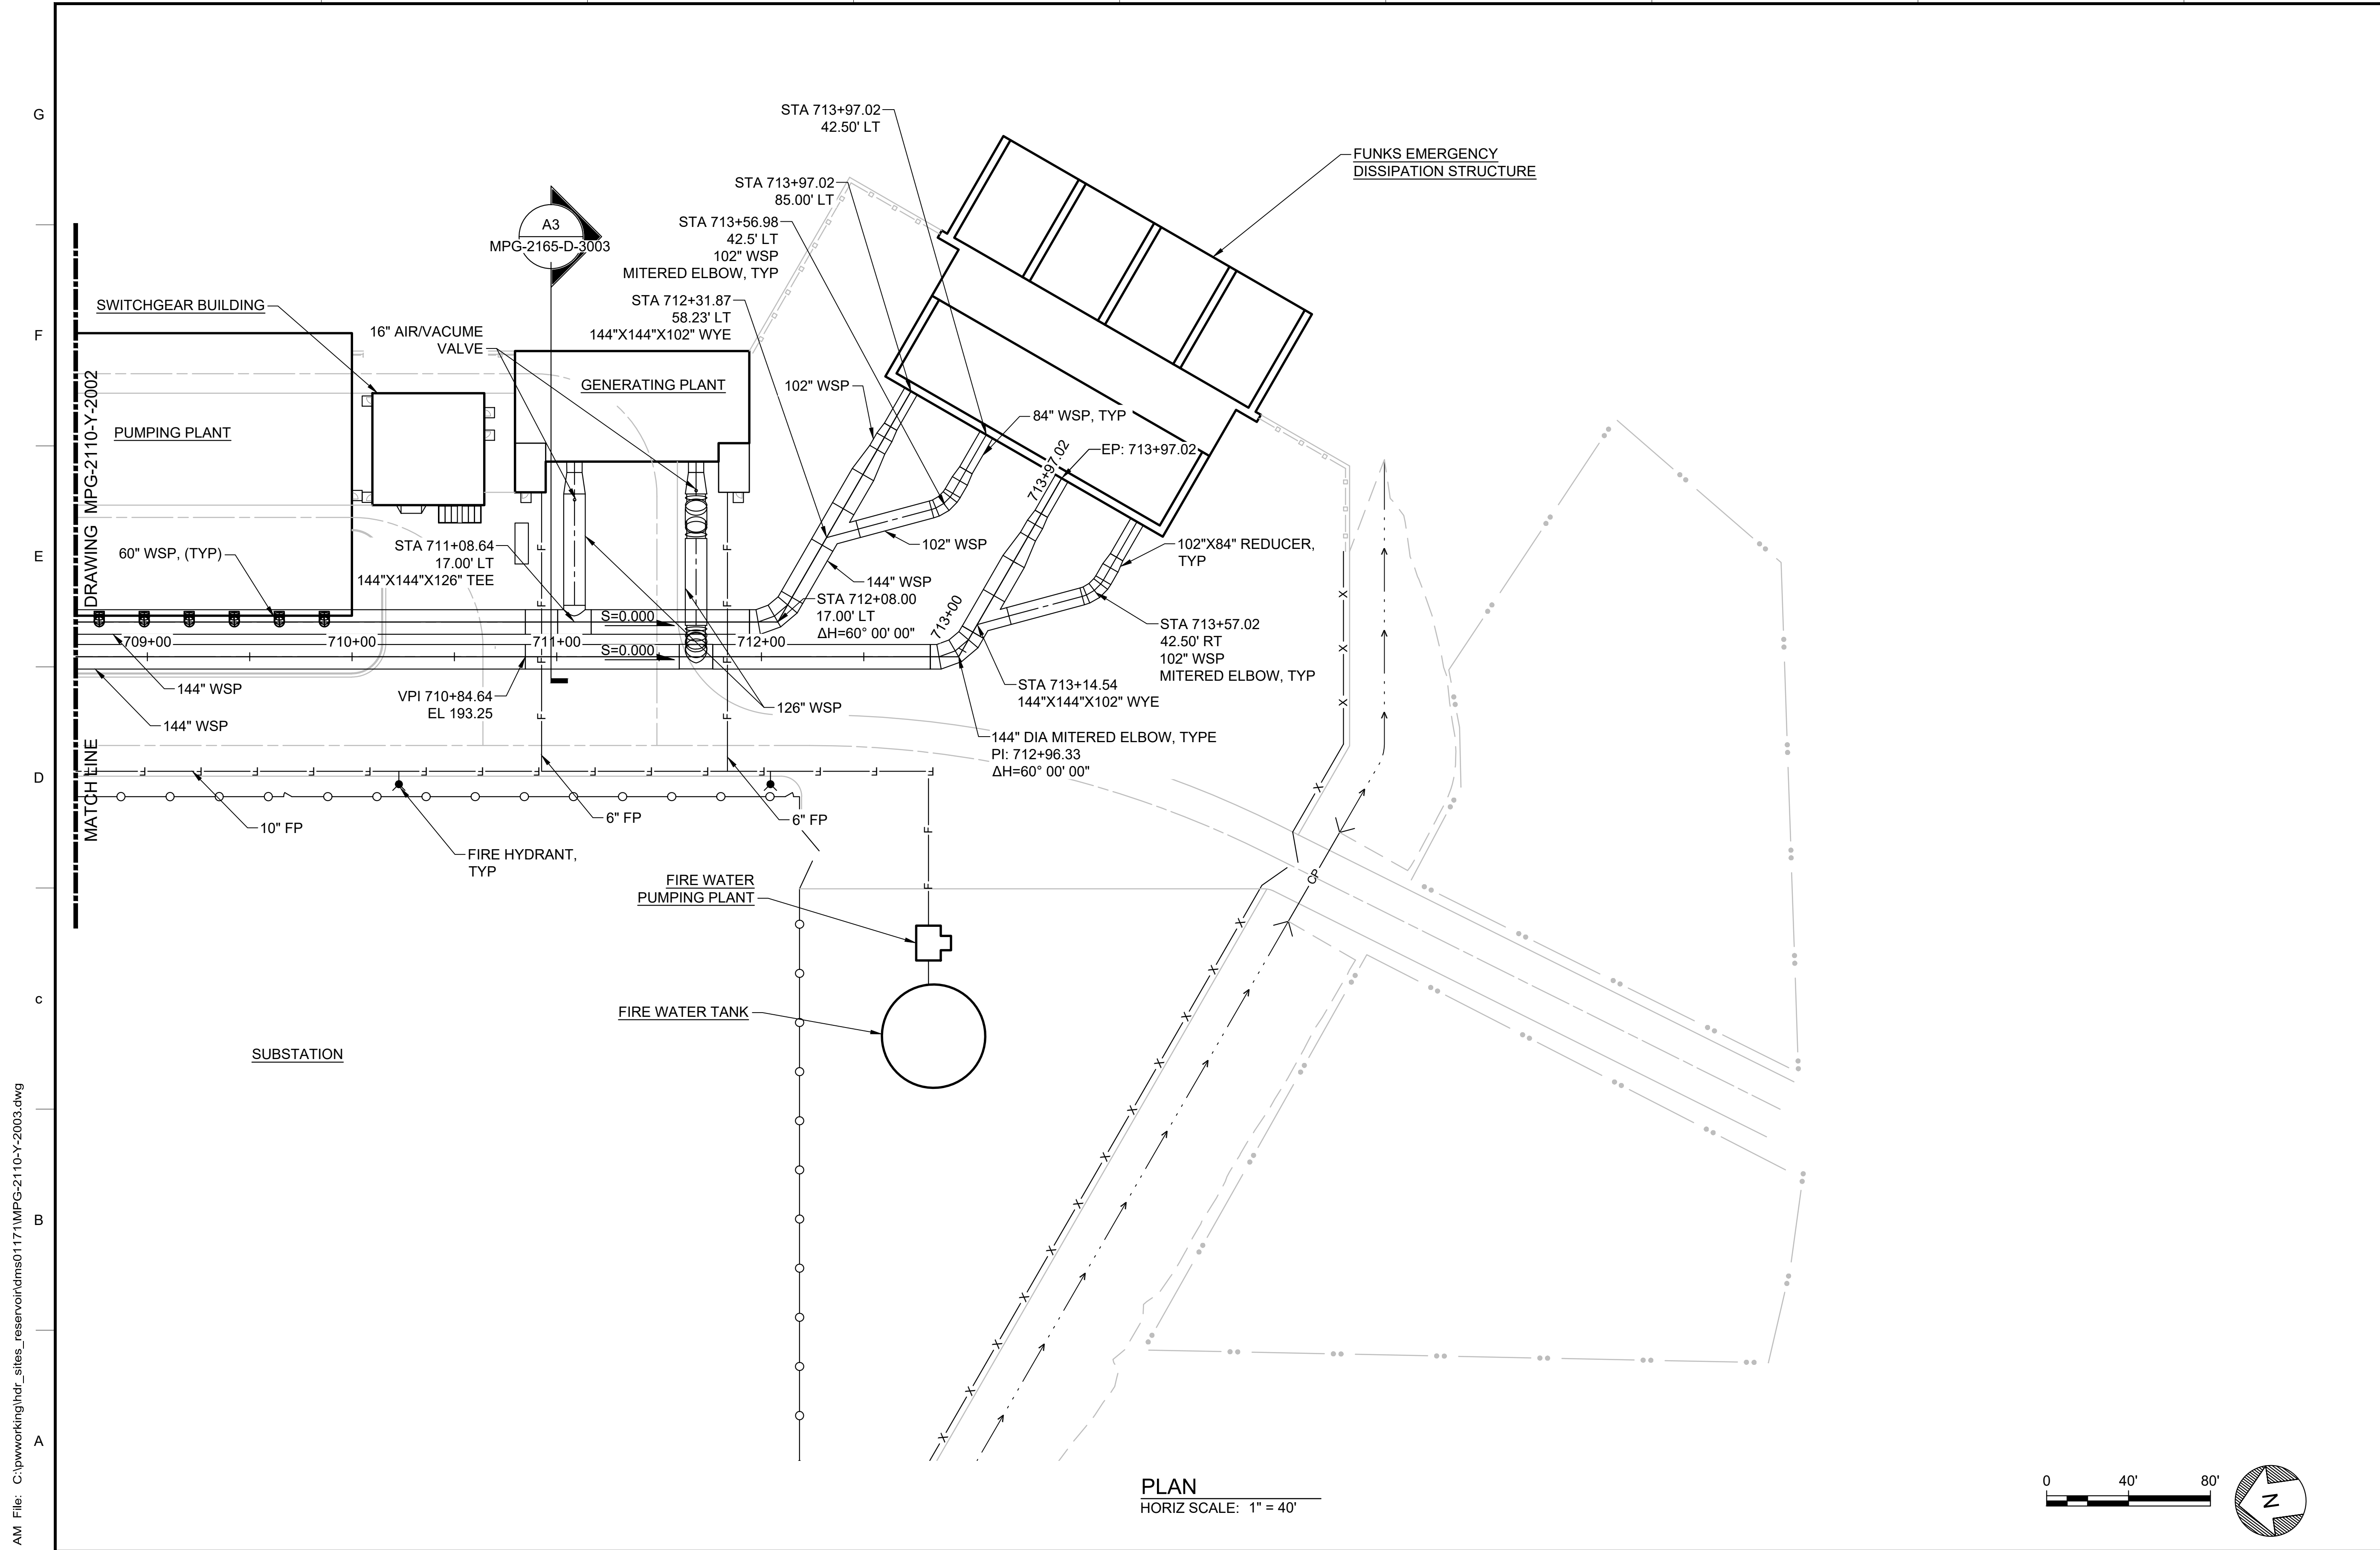 G
F
E
D
c
B
A
AM File: C:\pwworking\hdr_sites_reservoir\dms01171\MPG-2110-Y-2003.dwg
STA 713+97.02
42.50' LT
FUNKS EMERGENCY
DISSIPATION STRUCTURE
STA 713+97.02
85.00' LT
STA 713+56.98
42.5' LT
102" WSP
MITERED ELBOW, TYP
A3
MPG-2165-D-3003
STA 712+31.87
58.23' LT
144"X144"X102" WYE
SWITCHGEAR BUILDING
16" AIR/VACUME
VALVE
GENERATING PLANT
102" WSP
84" WSP, TYP
PUMPING PLANT
EP: 713+97.02
713+97.02
MATCH LINE DRAWING MPG-2110-Y-2002
STA 711+08.64
17.00' LT
144"X144"X126" TEE
60" WSP, (TYP)
102" WSP
102"X84" REDUCER,
TYP
144" WSP
STA 712+08.00
17.00' LT
ΔH=60° 00' 00"
713+00
S=0.000
S=0.000
709+00
710+00
711+00
712+00
STA 713+57.02
42.50' RT
102" WSP
MITERED ELBOW, TYP
144" WSP
144" WSP
VPI 710+84.64
EL 193.25
126" WSP
STA 713+14.54
144"X144"X102" WYE
144" DIA MITERED ELBOW, TYPE
PI: 712+96.33
ΔH=60° 00' 00"
F F F F F F
F F F F F F F F F F F F F F F
F F
X X X X
X X X X X X X X X X X X
CP
10" FP
6" FP
6" FP
FIRE HYDRANT,
TYP
FIRE WATER
PUMPING PLANT
FIRE WATER TANK
SUBSTATION
PLAN
HORIZ SCALE: 1" = 40'
0 40' 80'
N